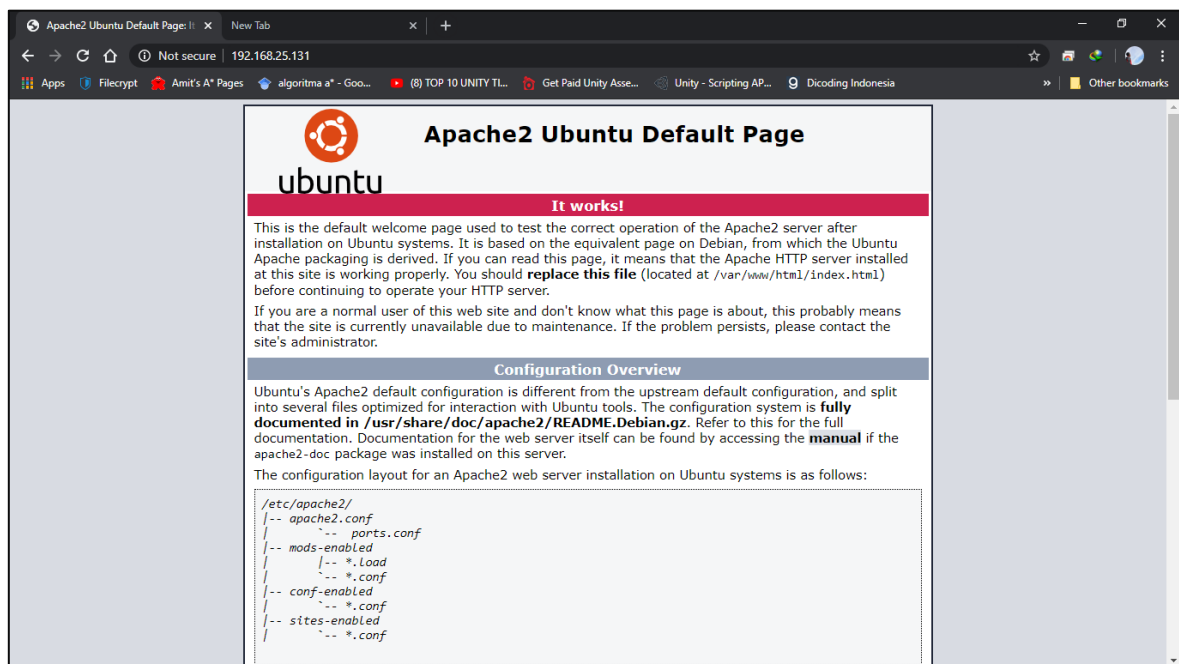 Apache2 Ubuntu Default Page: It
New Tab
Not secure | 192.168.25.131
Apps Filecrypt Amit's A* Pages algoritma a* - Goo... (8) TOP 10 UNITY TI... Get Paid Unity Asse... Unity - Scripting AP... Dicoding Indonesia » Other bookmarks
ubuntu
Apache2 Ubuntu Default Page
It works!
This is the default welcome page used to test the correct operation of the Apache2 server after
installation on Ubuntu systems. It is based on the equivalent page on Debian, from which the Ubuntu
Apache packaging is derived. If you can read this page, it means that the Apache HTTP server installed
at this site is working properly. You should replace this file (located at /var/www/html/index.html)
before continuing to operate your HTTP server.
If you are a normal user of this web site and don't know what this page is about, this probably means
that the site is currently unavailable due to maintenance. If the problem persists, please contact the
site's administrator.
Configuration Overview
Ubuntu's Apache2 default configuration is different from the upstream default configuration, and split
into several files optimized for interaction with Ubuntu tools. The configuration system is fully
documented in /usr/share/doc/apache2/README.Debian.gz. Refer to this for the full
documentation. Documentation for the web server itself can be found by accessing the manual if the
apache2-doc package was installed on this server.
The configuration layout for an Apache2 web server installation on Ubuntu systems is as follows:
/etc/apache2/
|-- apache2.conf
|       `--  ports.conf
|-- mods-enabled
|       |-- *.load
|       `-- *.conf
|-- conf-enabled
|       `-- *.conf
|-- sites-enabled
|       `-- *.conf